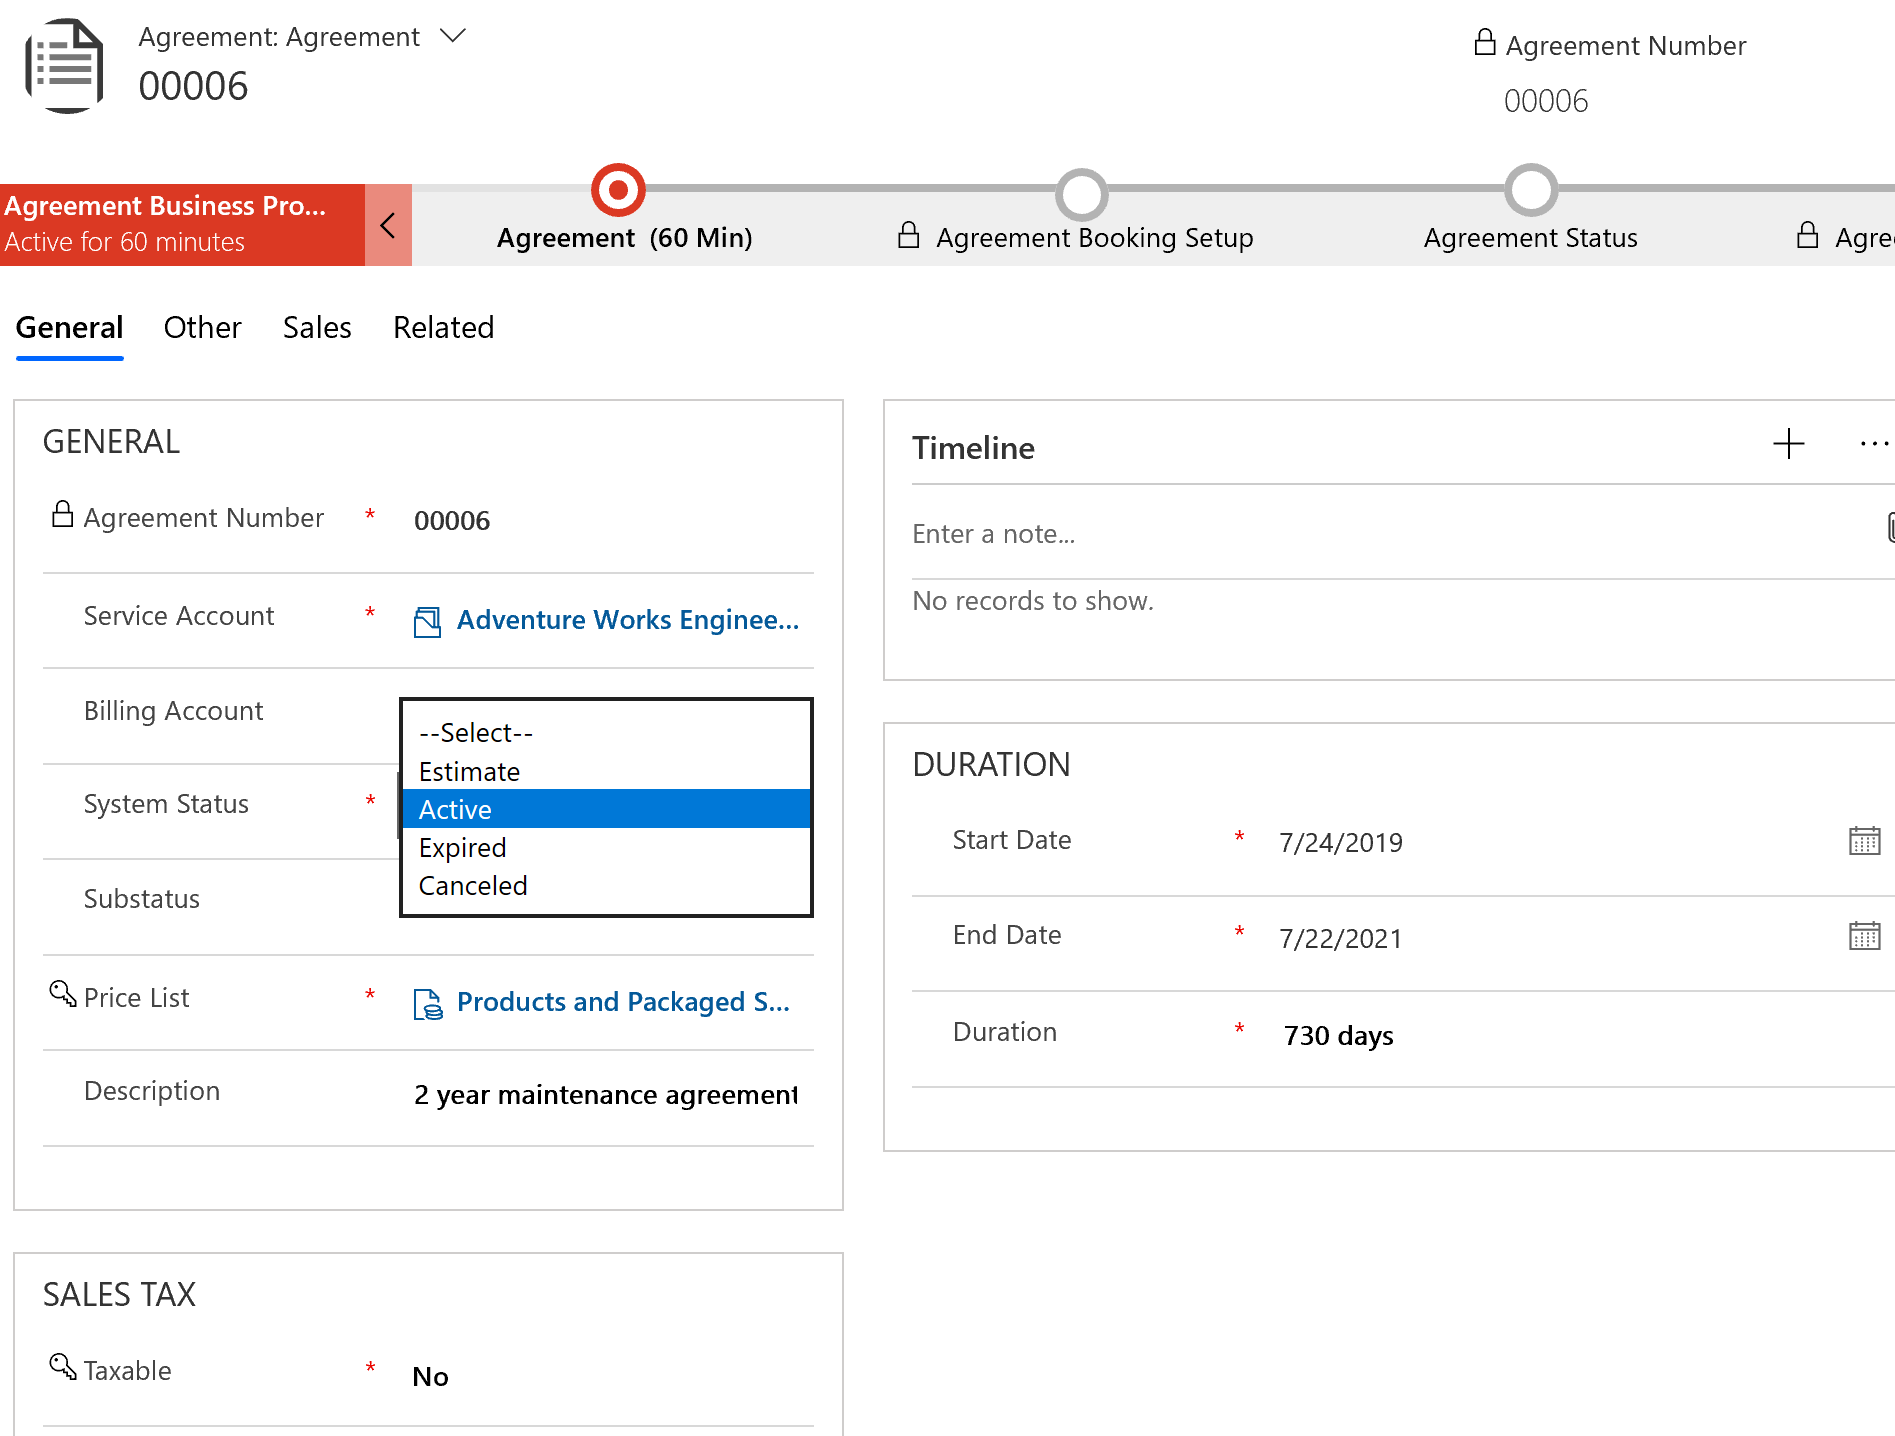 Agreement: Agreement
00006
Agreement Number
00006
Agreement Business Pro...
Active for 60 minutes
Agreement (60 Min)
Agreement Booking Setup
Agreement Status
Agree
General Other Sales Related
GENERAL
Agreement Number * 00006
Service Account * Adventure Works Enginee...
Billing Account
System Status *
Substatus
--Select--
Estimate
Active
Expired
Canceled
Price List * Products and Packaged S...
Description 2 year maintenance agreement
SALES TAX
Taxable * No
Timeline
Enter a note...
No records to show.
DURATION
Start Date * 7/24/2019
End Date * 7/22/2021
Duration * 730 days